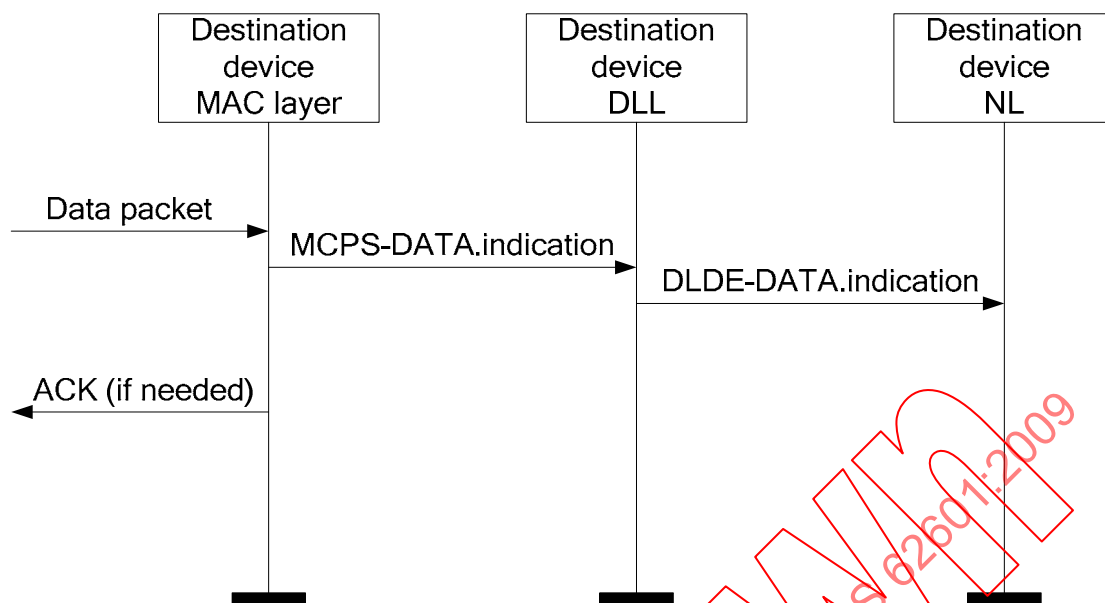 Destination
device
MAC layer
Destination
device
DLL
Destination
device
NL
Data packet
MCPS-DATA.indication
DLDE-DATA.indication
ACK (if needed)
S 62601:2009